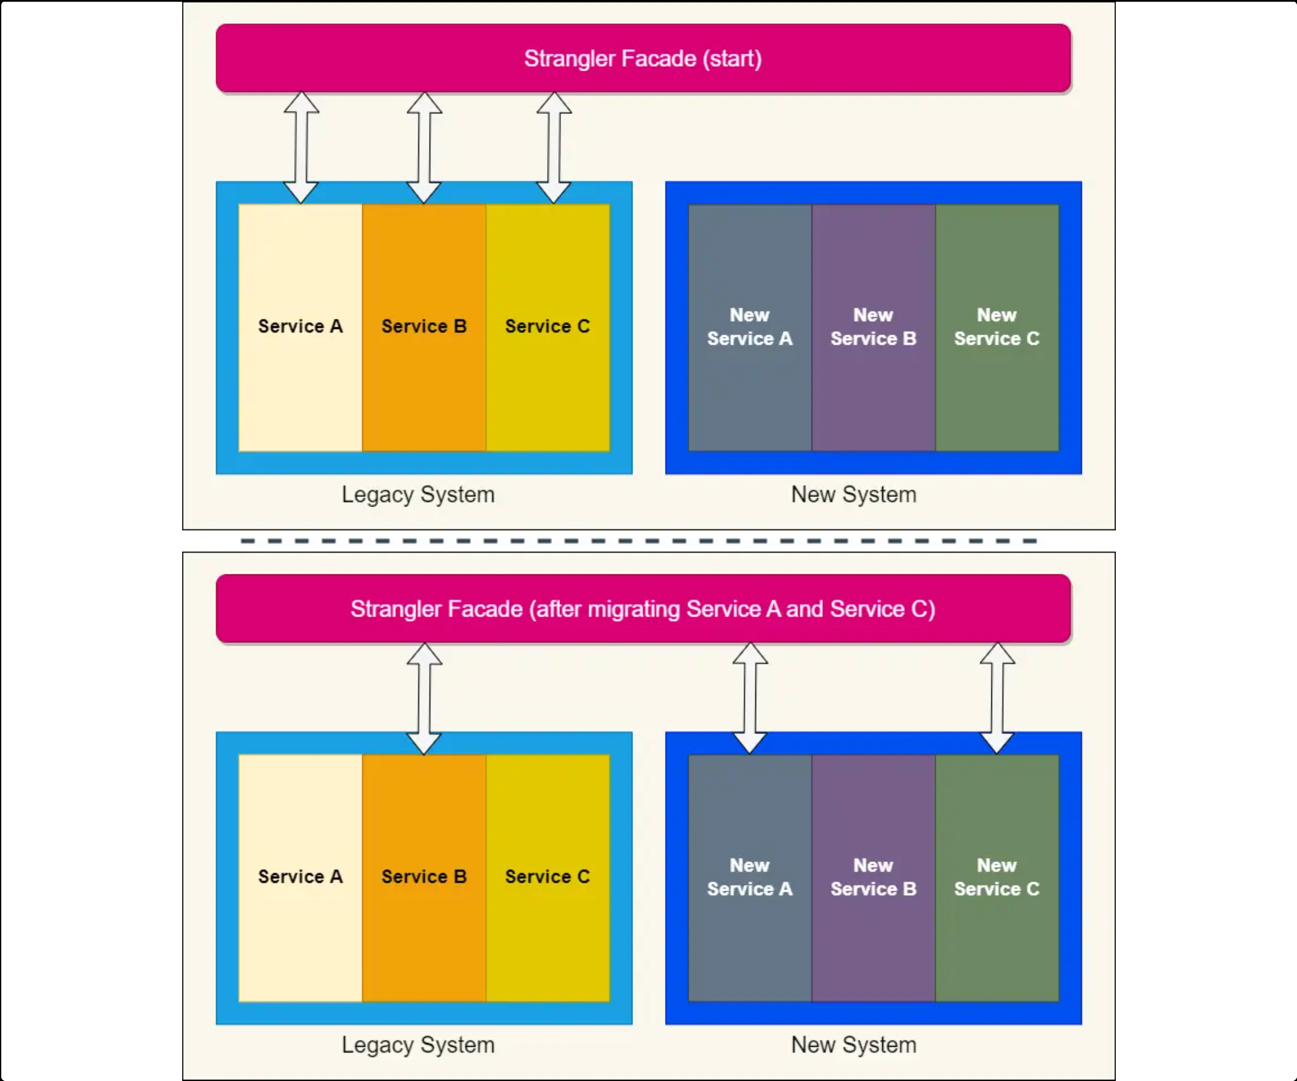 Strangler Facade (start)
Service A
Service B
Service C
New
Service A
New
Service B
New
Service C
Legacy System
New System
Strangler Facade (after migrating Service A and Service C)
Service A
Service B
Service C
New
Service A
New
Service B
New
Service C
Legacy System
New System